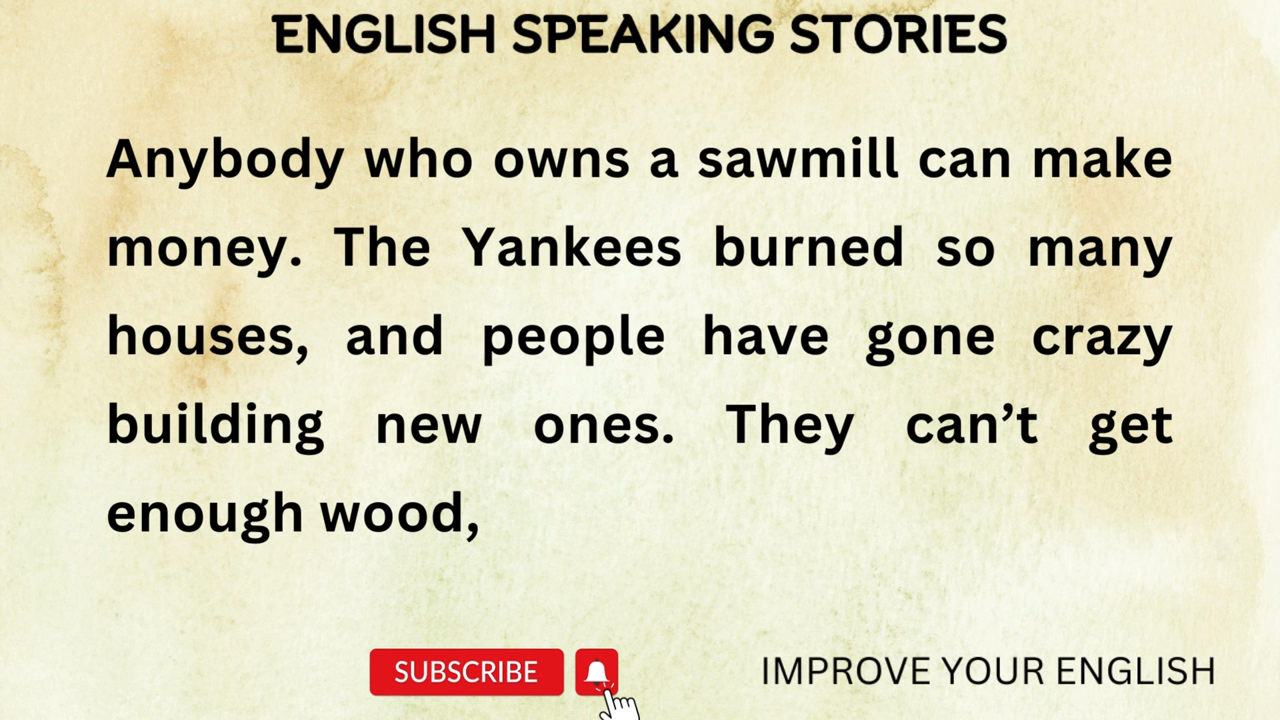 ENGLISH SPEAKING STORIES
Anybody who owns a sawmill can make
money. The Yankees burned so many
houses, and people have gone crazy
building new ones. They can’t get
enough wood,
SUBSCRIBE
IMPROVE YOUR ENGLISH